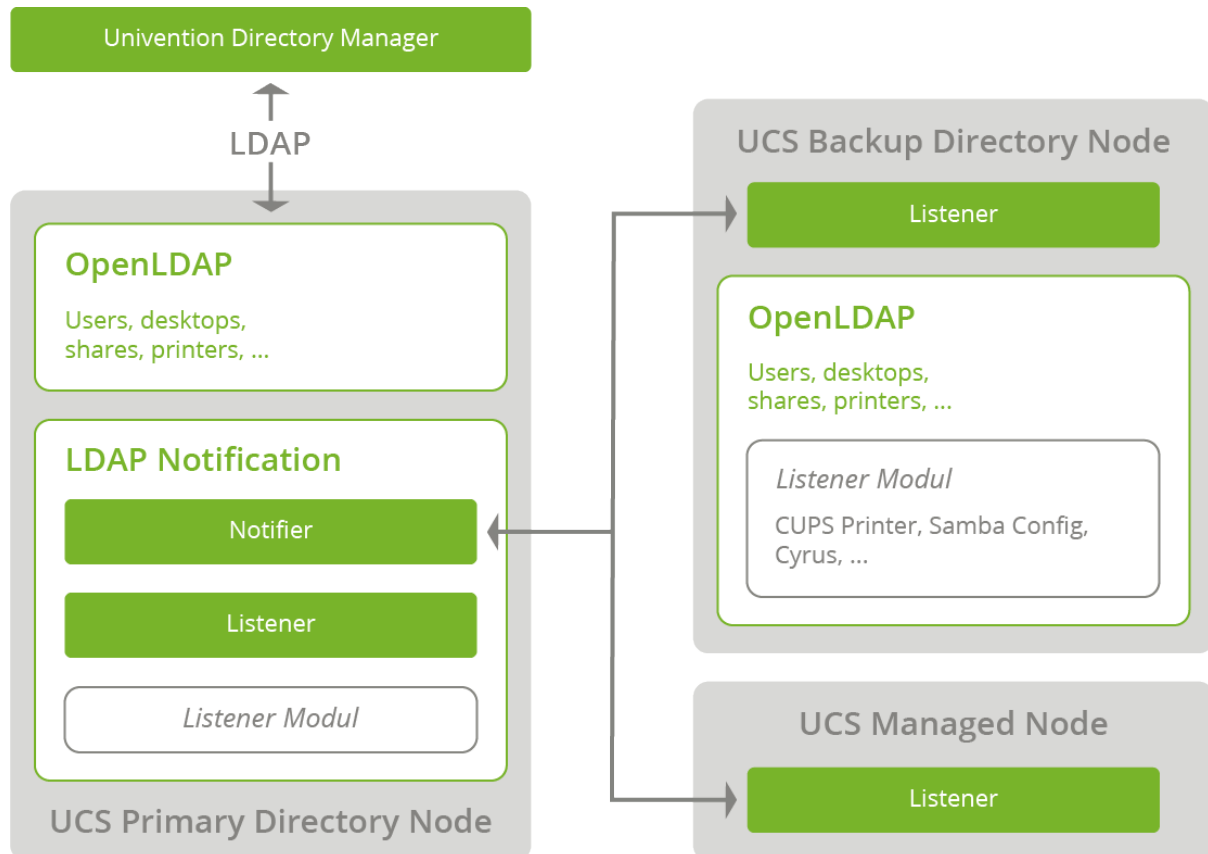 Univention Directory Manager
LDAP
OpenLDAP
Users, desktops,
shares, printers, ...
LDAP Notification
Notifier
Listener
Listener Modul
UCS Primary Directory Node
UCS Backup Directory Node
Listener
OpenLDAP
Users, desktops,
shares, printers, ...
Listener Modul
CUPS Printer, Samba Config,
Cyrus, ...
UCS Managed Node
Listener